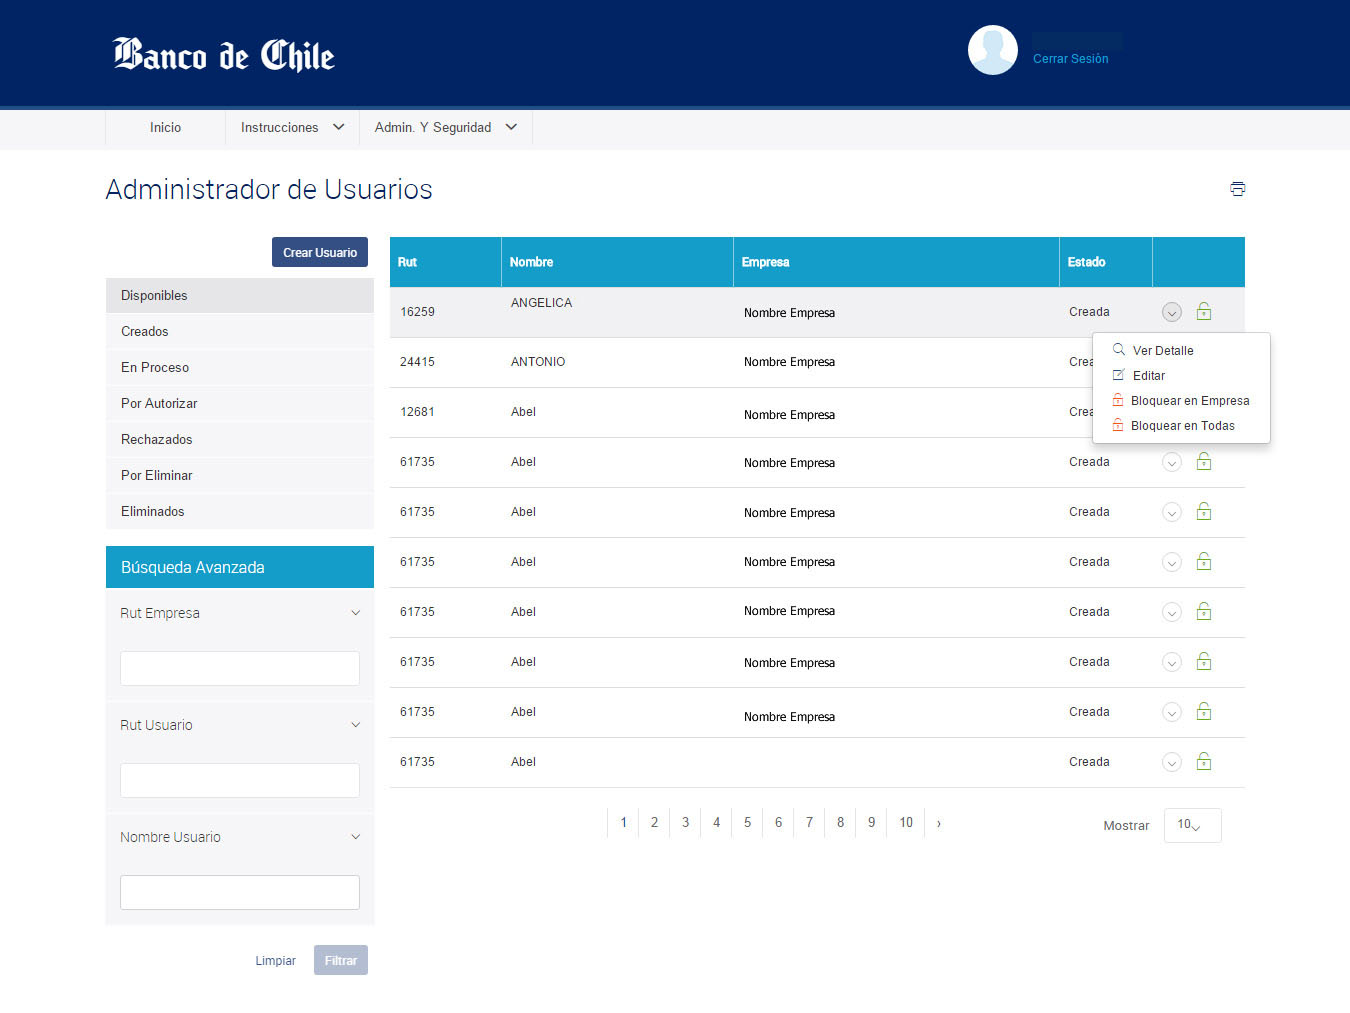 Banco de Chile
Cerrar Sesión
Inicio
Instrucciones
Admin. Y Seguridad
Administrador de Usuarios
Crear Usuario
Disponibles
Creados
En Proceso
Por Autorizar
Rechazados
Por Eliminar
Eliminados
Búsqueda Avanzada
Rut Empresa
Rut Usuario
Nombre Usuario
Limpiar
Filtrar
Rut Nombre Empresa Estado
16259 ANGELICA Nombre Empresa Creada
Ver Detalle
Editar
Bloquear en Empresa
Bloquear en Todas
24415 ANTONIO Nombre Empresa
12681 Abel Nombre Empresa
61735 Abel Nombre Empresa Creada
61735 Abel Nombre Empresa Creada
61735 Abel Nombre Empresa Creada
61735 Abel Nombre Empresa Creada
61735 Abel Nombre Empresa Creada
61735 Abel Nombre Empresa Creada
61735 Abel Creada
1 2 3 4 5 6 7 8 9 10 ›
Mostrar 10